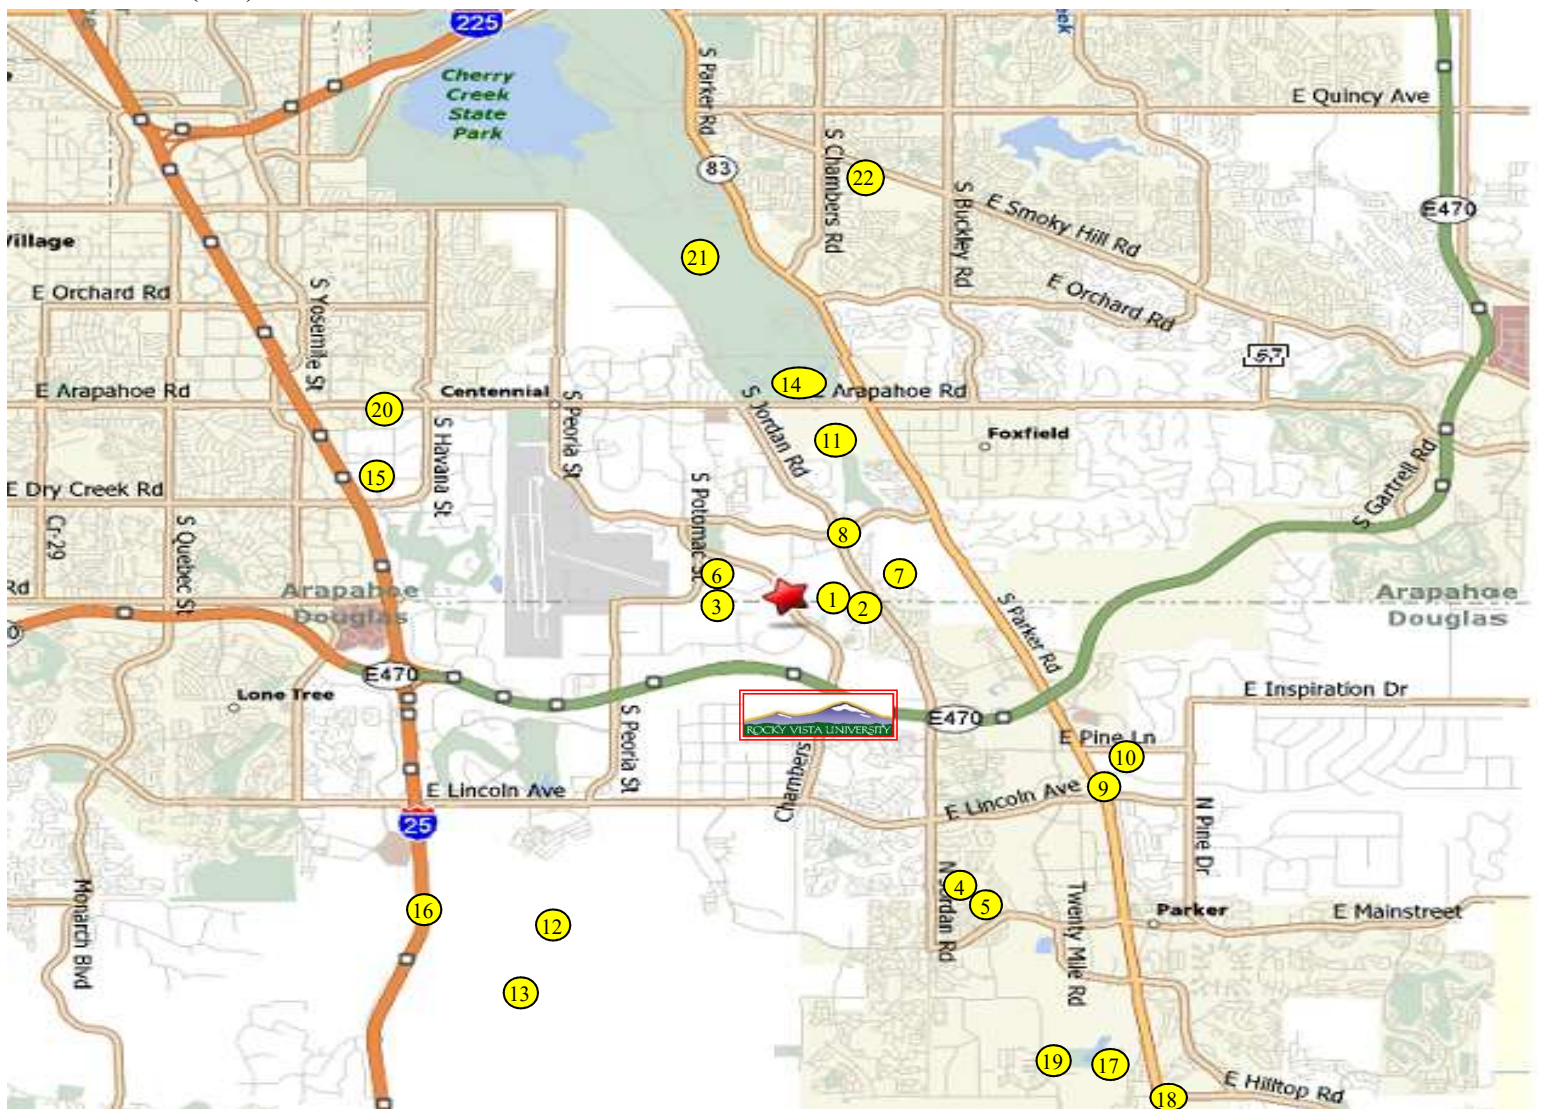 225
Cherry
Creek
State
Park
S Parker Rd
E Quincy Ave
83
S Chambers Rd
22
S Buckley Rd
E Smoky Hill Rd
E470
Village
21
E Orchard Rd
S Yosemite St
E Orchard Rd
57
E Arapahoe Rd
20
Centennial
14
E Arapahoe Rd
S Havana St
S Peoria St
S Jordan Rd
11
Foxfield
15
E Dry Creek Rd
S Potomac St
S Gartrell Rd
Cr-29
S Quebec St
8
6
7
Rd
Arapahoe
Douglas
3
1
2
S Parker Rd
Arapahoe
Douglas
E470
Lone Tree
S Peoria St
ROCKY VISTA UNIVERSITY
E470
E Inspiration Dr
E Pine Ln
10
Chambers
E Lincoln Ave
E Lincoln Ave
9
25
N Pine Dr
Monarch Blvd
16
12
N Jordan Rd
4
5
Twenty Mile Rd
Parker
E Mainstreet
13
19
17
18
E Hilltop Rd